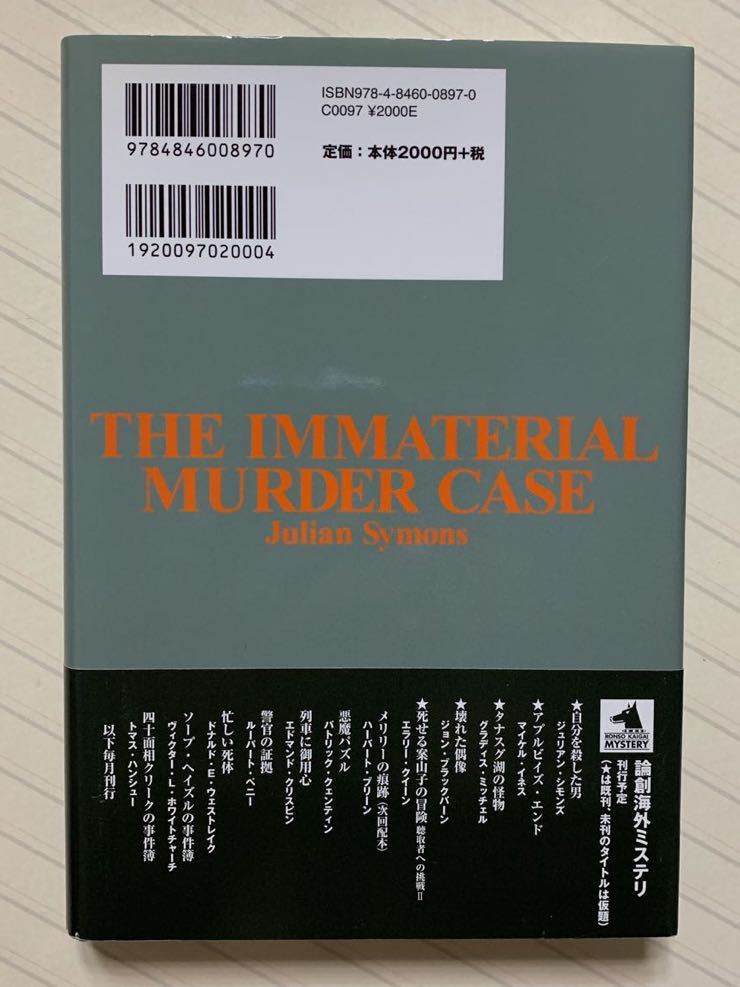 ISBN978-4-8460-0897-0
C0097 ¥2000E
9784846008970
定価：本体2000円+税
1920097020004
THE IMMATERIAL
MURDER CASE
Julian Symons
RONSO KAIGAI
MYSTERY
論創海外ミステリ
刊行予定
（★は既刊、未刊のタイトルは仮題）
★自分を殺した男
ジュリアン・シモンズ
★アプルビイズ・エンド
マイケル・イネス
★タナスグ湖の怪物
グラディス・ミッチェル
★壊れた偶像
ジョン・ブラックバーン
★死せる案山子の冒険 聴取者への挑戦Ⅱ
エラリー・クイーン
メリリーの痕跡（次回配本）
ハーバート・ブリーン
悪魔パズル
パトリック・クェンティン
列車に御用心
エドマンド・クリスピン
警官の証拠
ルーパート・ペニー
忙しい死体
ドナルド・E・ウェストレイク
ソープ・ヘイズルの事件簿
ヴィクター・L・ホワイトチャーチ
四十面相クリークの事件簿
トマス・ハンシュー
以下毎月刊行